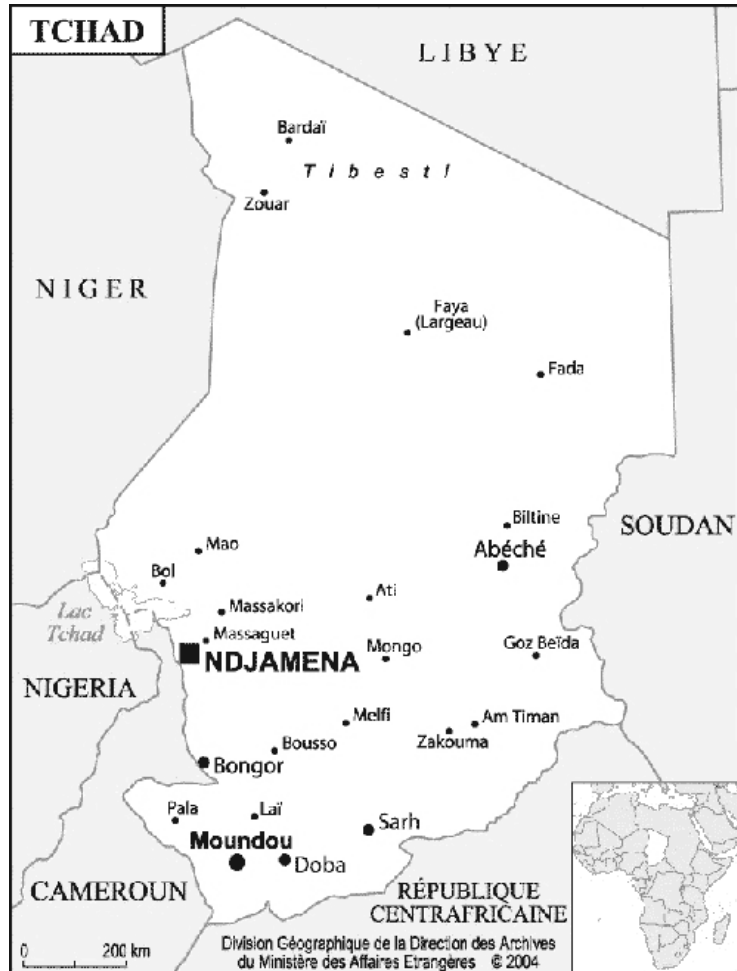 TCHAD
LIBYE
Bardaï
Tibesti
Zouar
NIGER
Faya
(Largeau)
Fada
Biltine
SOUDAN
Mao
Abéché
Bol
Ati
Massakori
Lac
Tchad
Massaguet
NDJAMENA
Mongo
Goz Beïda
NIGERIA
Melfi
Am Timan
Zakouma
Bousso
Bongor
Pala
Laï
Sarh
Moundou
Doba
CAMEROUN
RÉPUBLIQUE
CENTRAFRICAINE
0 200 km
Division Géographique de la Direction des Archives
du Ministère des Affaires Etrangères © 2004